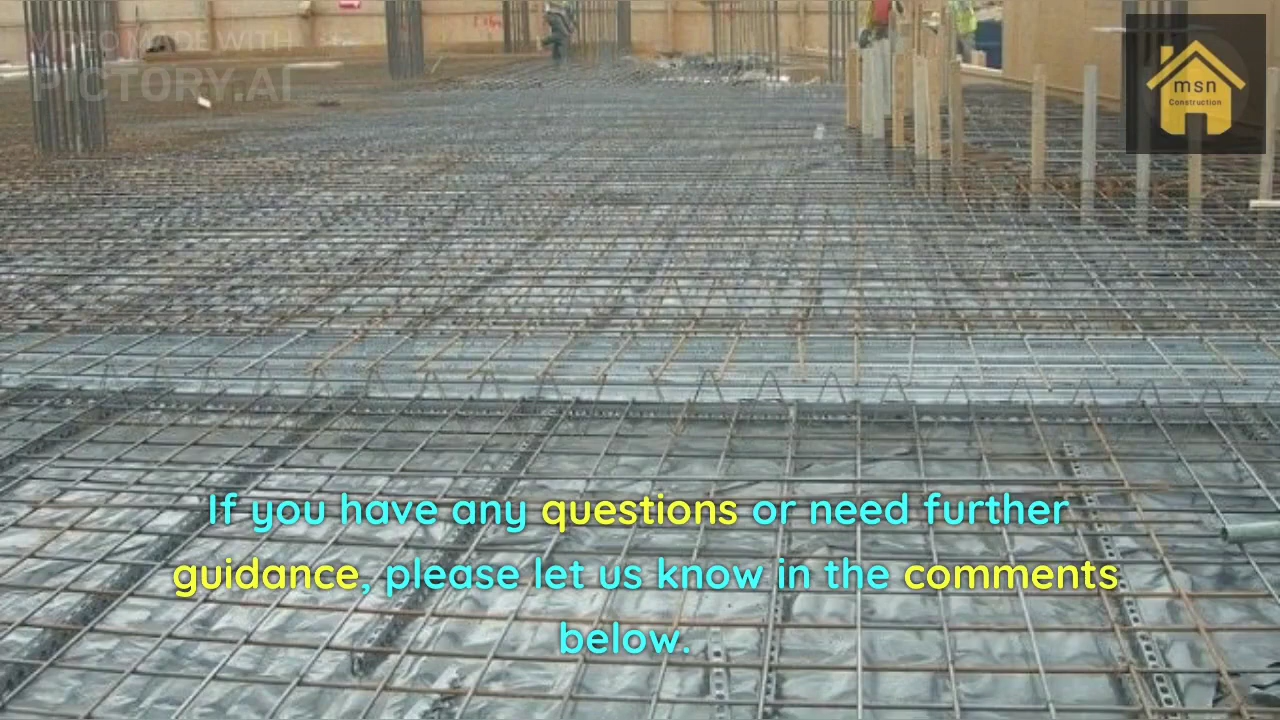 VIDEO MADE WITH
PICTORY.AI
msn
Construction
If you have any questions or need further
guidance, please let us know in the comments
below.